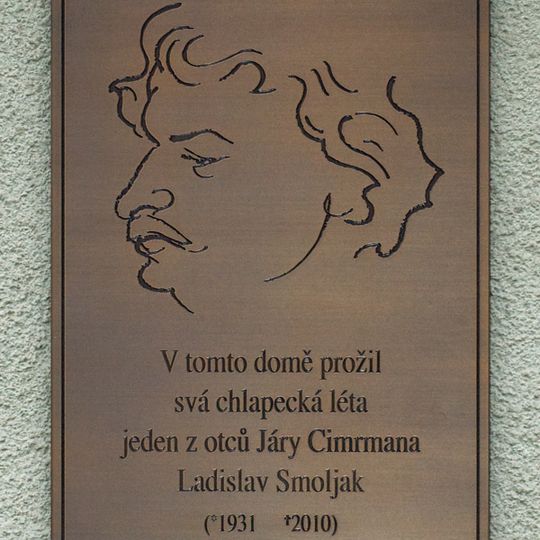 V tomto domě prožil
svá chlapecká léta
jeden z otců Járy Cimrmana
Ladislav Smoljak
(*1931 †2010)